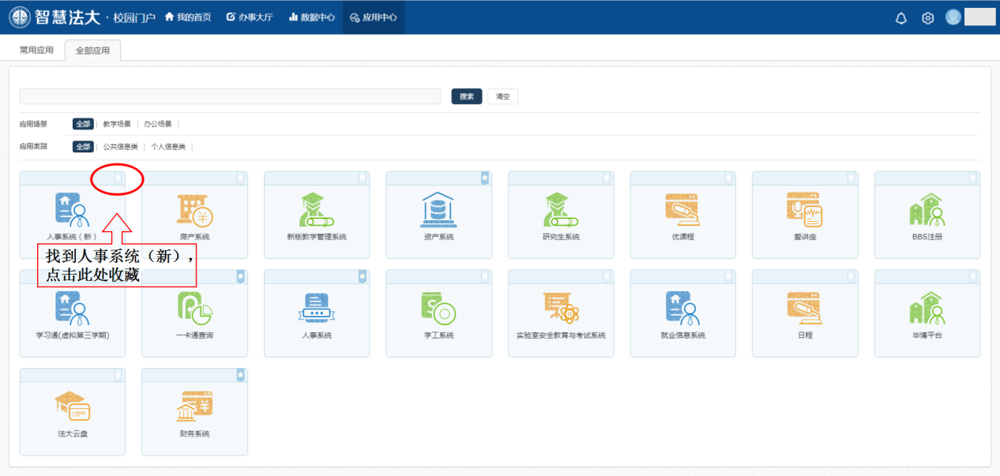 智慧法大·校园门户 我的首页 办事大厅 数据中心 应用中心
常用应用 全部应用
搜索 清空
应用场景 全部 | 教学场景 | 办公场景 |
应用类别 全部 | 公共信息类 | 个人信息类 |
人事系统（新） 房产系统 新版教学管理系统 资产系统 研究生系统 优课程 爱讲座 BBS注册
找到人事系统（新），
点击此处收藏
学习通(虚拟第三学期) 一卡通查询 人事系统 学工系统 实验室安全教育与考试系统 就业信息系统 日程 毕博平台
法大云盘 财务系统